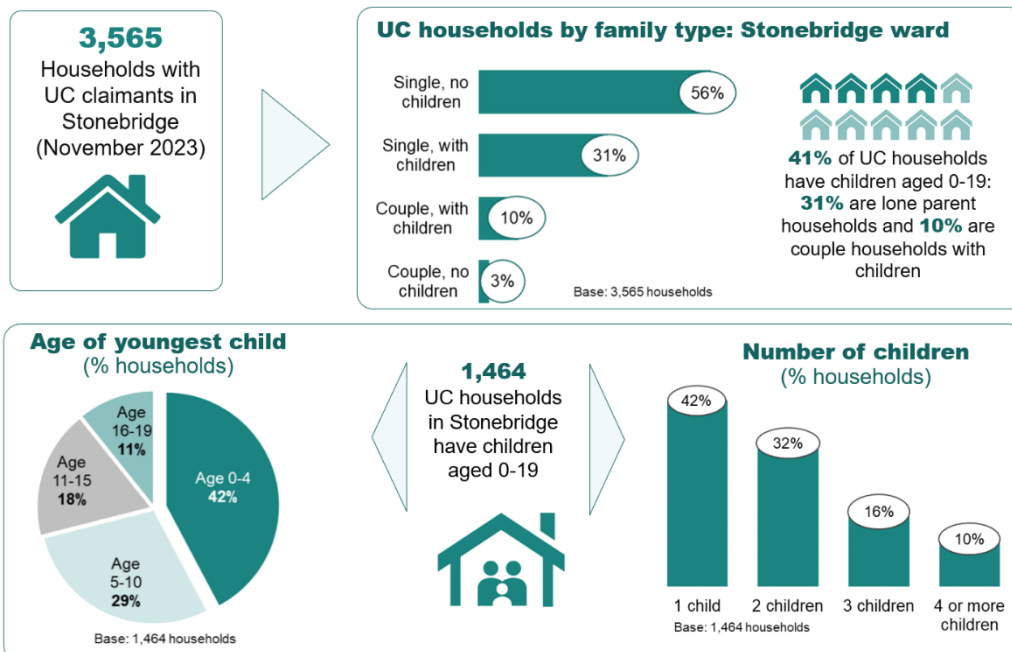 3,565
Households with
UC claimants in
Stonebridge
(November 2023)
UC households by family type: Stonebridge ward
Single, no
children
56%
Single, with
children
31%
Couple, with
children
10%
Couple, no
children
3%
Base: 3,565 households
41% of UC households
have children aged 0-19:
31% are lone parent
households and 10% are
couple households with
children
Age of youngest child
(% households)
Age
16-19
11%
Age
11-15
18%
Age 0-4
42%
Age
5-10
29%
Base: 1,464 households
1,464
UC households
in Stonebridge
have children
aged 0-19
Number of children
(% households)
42%
32%
16%
10%
1 child
2 children
3 children
4 or more
children
Base: 1,464 households